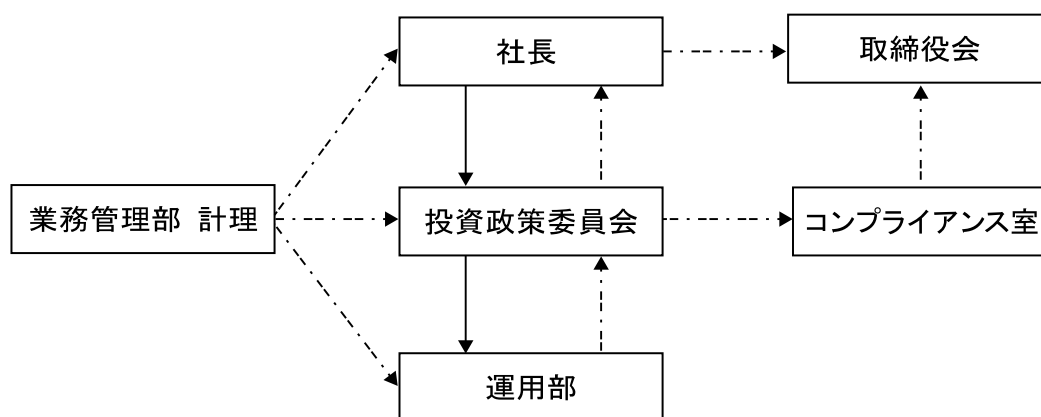 社長
取締役会
業務管理部 計理
投資政策委員会
コンプライアンス室
運用部